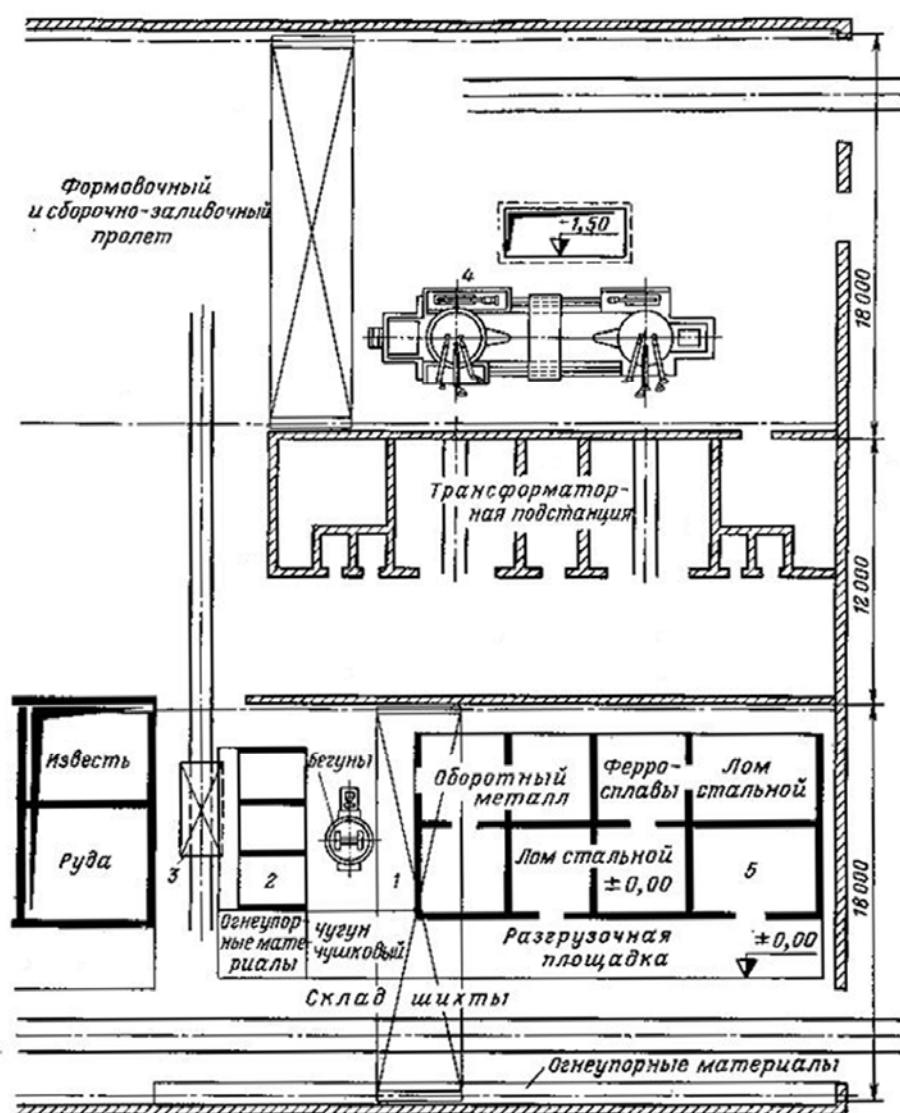 Формовочный
и сборочно-заливочный
пролет
-1,50
4
18 000
Трансформатор-
ная подстанция
12 000
Известь
Руда
3
2
Бегуны
1
Оборотный
металл
Ферро-
сплавы
Лом
стальной
Лом стальной
±0,00
5
18 000
Огнеупор-
ные мате-
риалы
Чугун
чушковый
Разгрузочная
площадка
±0,00
Склад шихты
Огнеупорные материалы